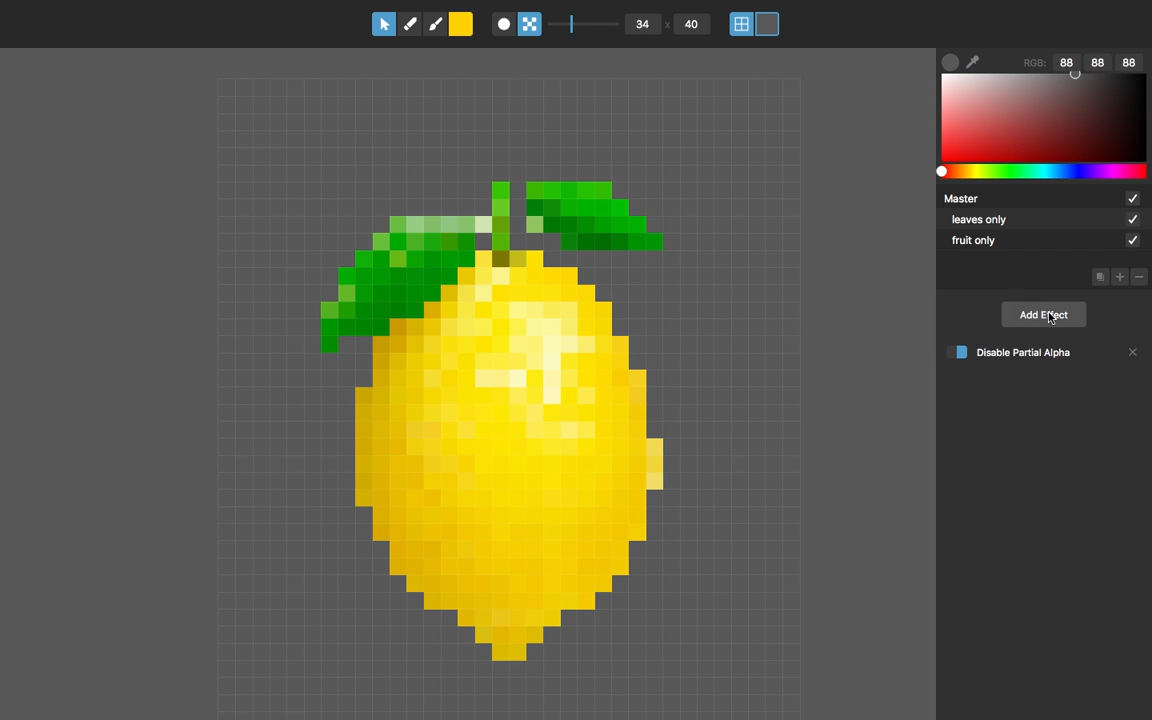 34 x 40
RGB: 88 88 88
Master
leaves only
fruit only
Add Effect
Disable Partial Alpha